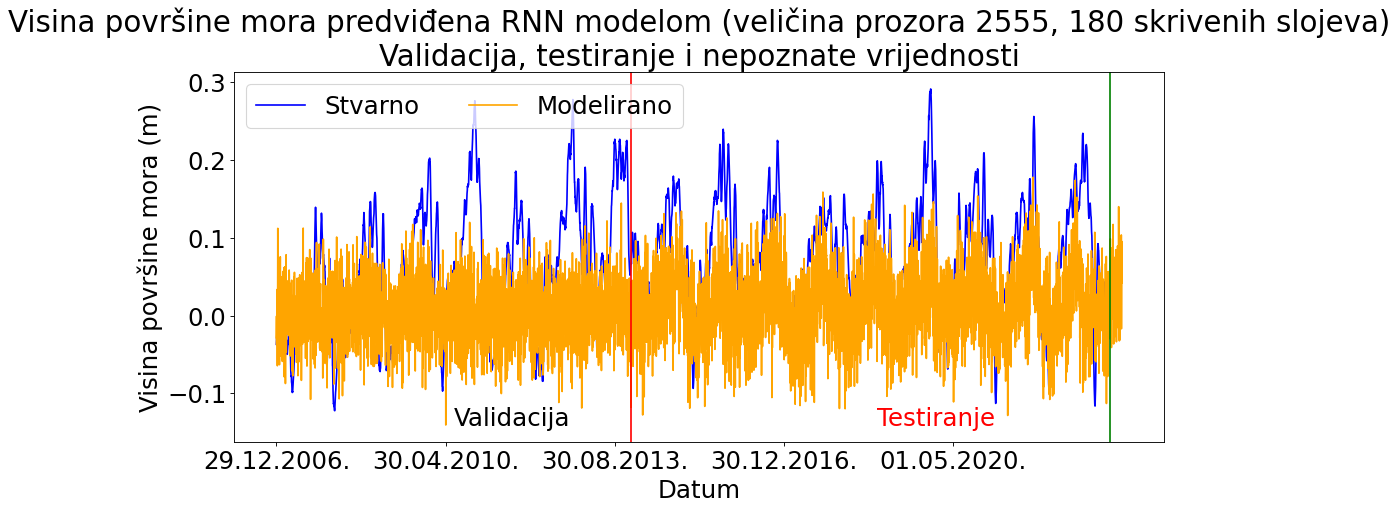 Visina površine mora predviđena RNN modelom (veličina prozora 2555, 180 skrivenih slojeva)
Validacija, testiranje i nepoznate vrijednosti
Stvarno Modelirano
Visina površine mora (m)
0.3
0.2
0.1
0.0
−0.1
Validacija Testiranje
29.12.2006. 30.04.2010. 30.08.2013. 30.12.2016. 01.05.2020.
Datum